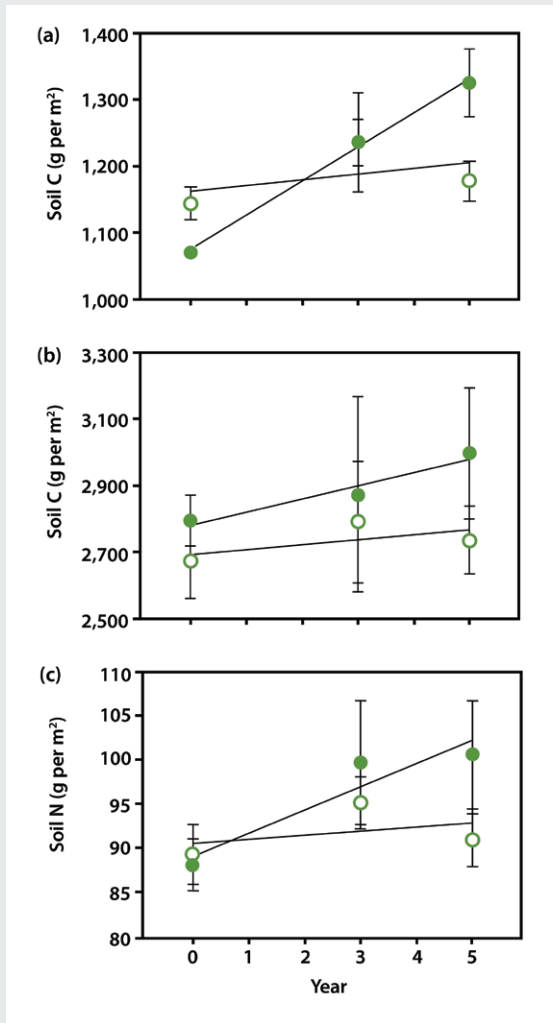 (a)
1,400
1,300
1,200
1,100
1,000
Soil C (g per m²)
(b)
3,300
3,100
2,900
2,700
2,500
Soil C (g per m²)
(c)
110
105
100
95
90
85
80
Soil N (g per m²)
0 1 2 3 4 5
Year